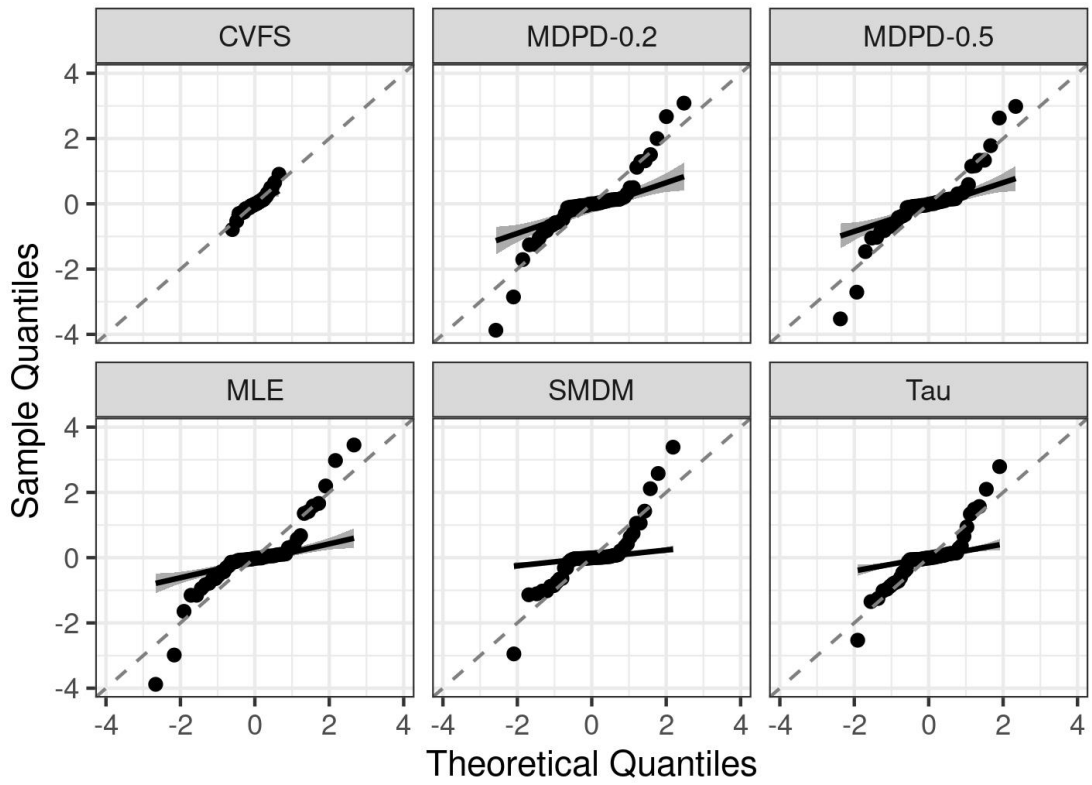 CVFS MDPD-0.2 MDPD-0.5
4
2
0
-2
-4
MLE SMDM Tau
4
2
0
-2
-4
-4 -2 0 2 4 -4 -2 0 2 4 -4 -2 0 2 4
Sample Quantiles
Theoretical Quantiles